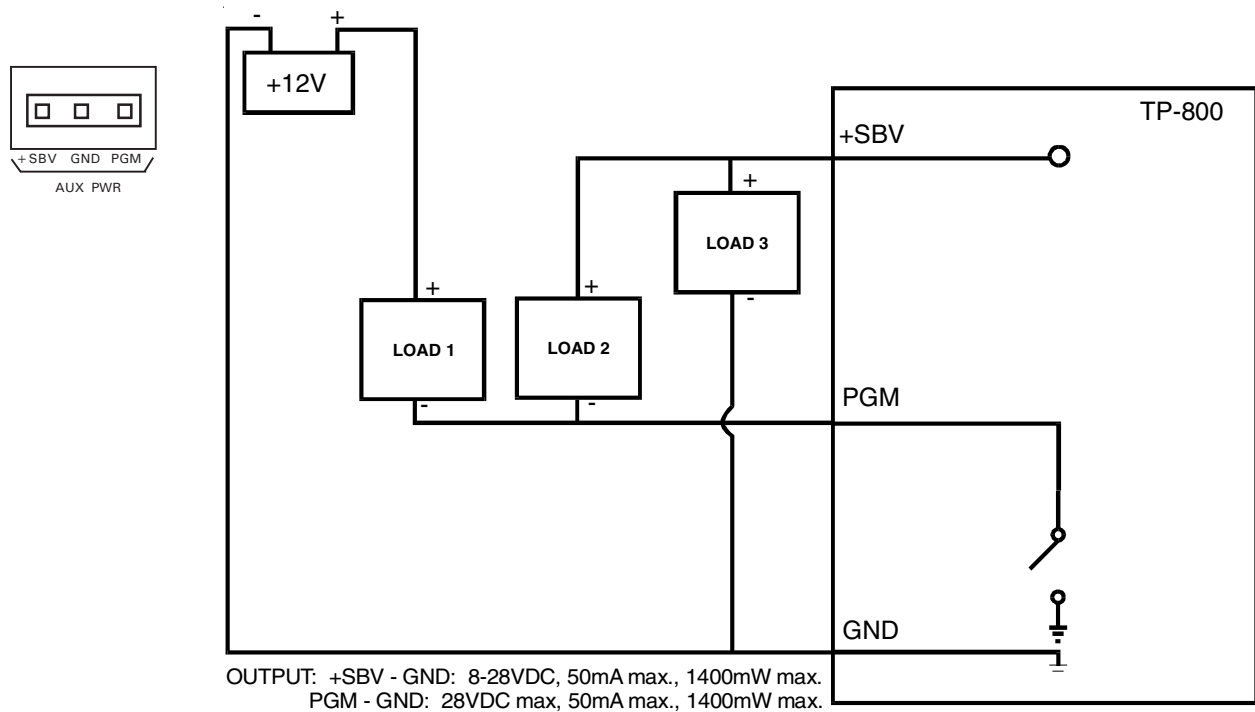 - +
+12V
+SBV GND PGM
AUX PWR
TP-800
+SBV
+
LOAD 3
-
+
LOAD 1
-
+
LOAD 2
-
PGM
GND
OUTPUT: +SBV - GND: 8-28VDC, 50mA max., 1400mW max.
PGM - GND: 28VDC max, 50mA max., 1400mW max.